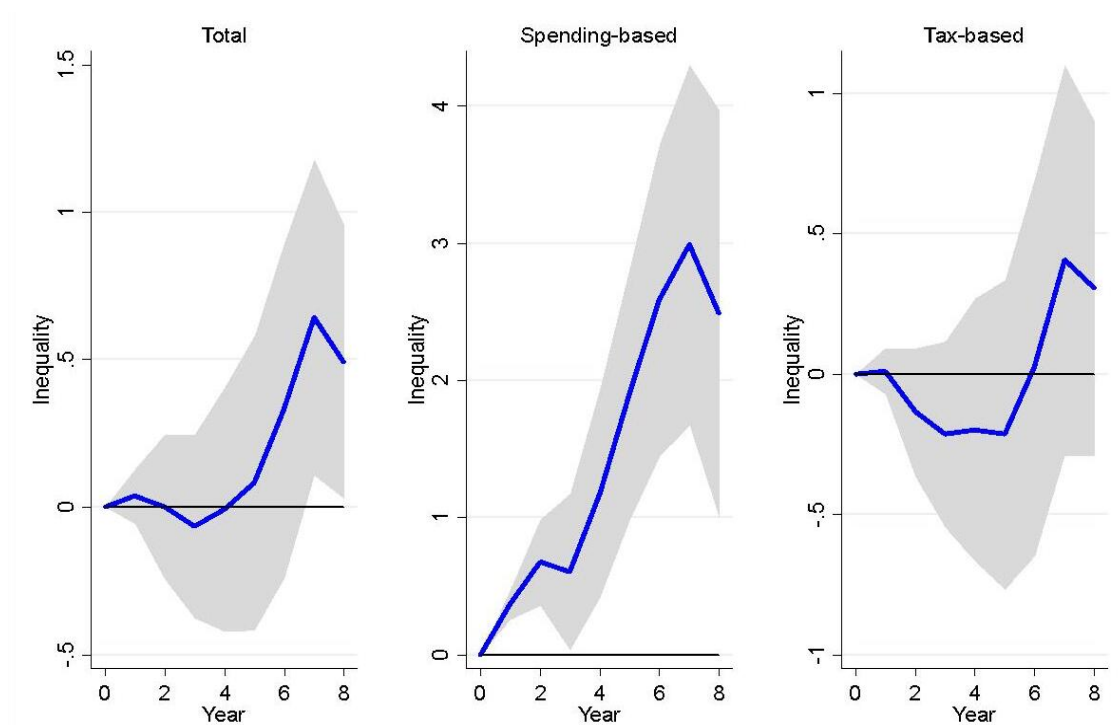 Total
Spending-based
Tax-based
Inequality
1.5
1
.5
0
-.5
0 2 4 6 8
Year
Inequality
4
3
2
1
0
0 2 4 6 8
Year
Inequality
1
.5
0
-.5
-1
0 2 4 6 8
Year